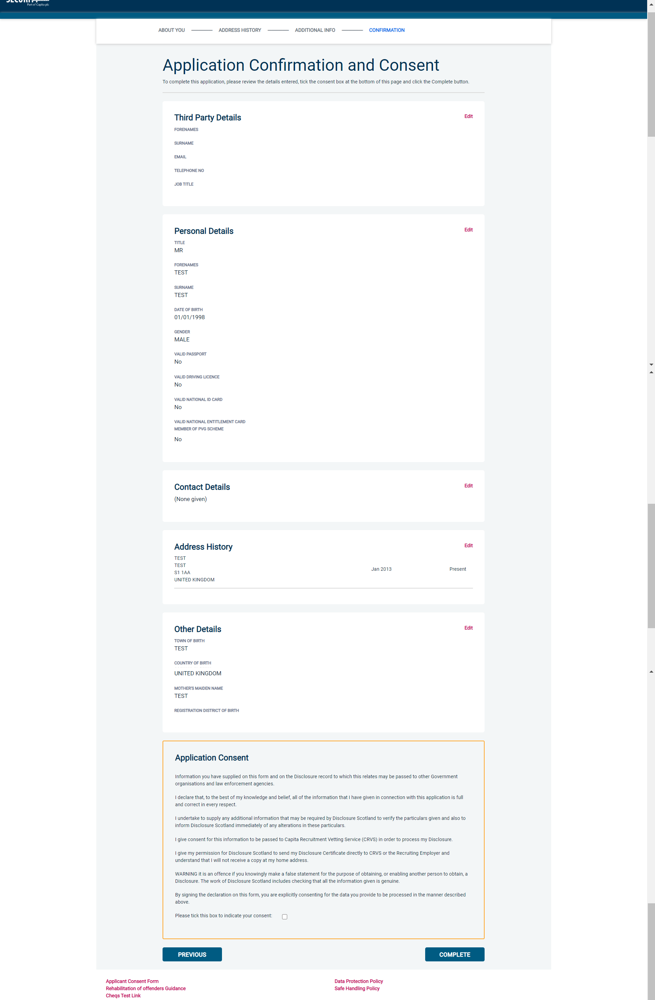 SECURITY
Part of Capita plc
ABOUT YOU
ADDRESS HISTORY
ADDITIONAL INFO
CONFIRMATION
Application Confirmation and Consent
To complete this application, please review the details entered, tick the consent box at the bottom of this page and click the Complete button.
Third Party Details
Edit
FORENAMES
SURNAME
EMAIL
TELEPHONE NO
JOB TITLE
Personal Details
Edit
TITLE
MR
FORENAMES
TEST
SURNAME
TEST
DATE OF BIRTH
01/01/1998
GENDER
MALE
VALID PASSPORT
No
VALID DRIVING LICENCE
No
VALID NATIONAL ID CARD
No
VALID NATIONAL ENTITLEMENT CARD
MEMBER OF PVG SCHEME
No
Contact Details
Edit
(None given)
Address History
Edit
TEST
TEST
S1 1AA
UNITED KINGDOM
Jan 2013
Present
Other Details
Edit
TOWN OF BIRTH
TEST
COUNTRY OF BIRTH
UNITED KINGDOM
MOTHER'S MAIDEN NAME
TEST
REGISTRATION DISTRICT OF BIRTH
Application Consent
Information you have supplied on this form and on the Disclosure record to which this relates may be passed to other Government
organisations and law enforcement agencies.
I declare that, to the best of my knowledge and belief, all of the information that I have given in connection with this application is full
and correct in every respect.
I undertake to supply any additional information that may be required by Disclosure Scotland to verify the particulars given and also to
inform Disclosure Scotland immediately of any alterations in these particulars.
I give consent for this information to be passed to Capita Recruitment Vetting Service (CRVS) in order to process my Disclosure.
I give my permission for Disclosure Scotland to send my Disclosure Certificate directly to CRVS or the Recruiting Employer and
understand that I will not receive a copy at my home address.
WARNING it is an offence if you knowingly make a false statement for the purpose of obtaining, or enabling another person to obtain, a
Disclosure. The work of Disclosure Scotland includes checking that all the information given is genuine.
By signing the declaration on this form, you are explicitly consenting for the data you provide to be processed in the manner described
above.
Please tick this box to indicate your consent:
PREVIOUS
COMPLETE
Applicant Consent Form
Rehabilitation of offenders Guidance
Cheqs Test Link
Data Protection Policy
Safe Handling Policy